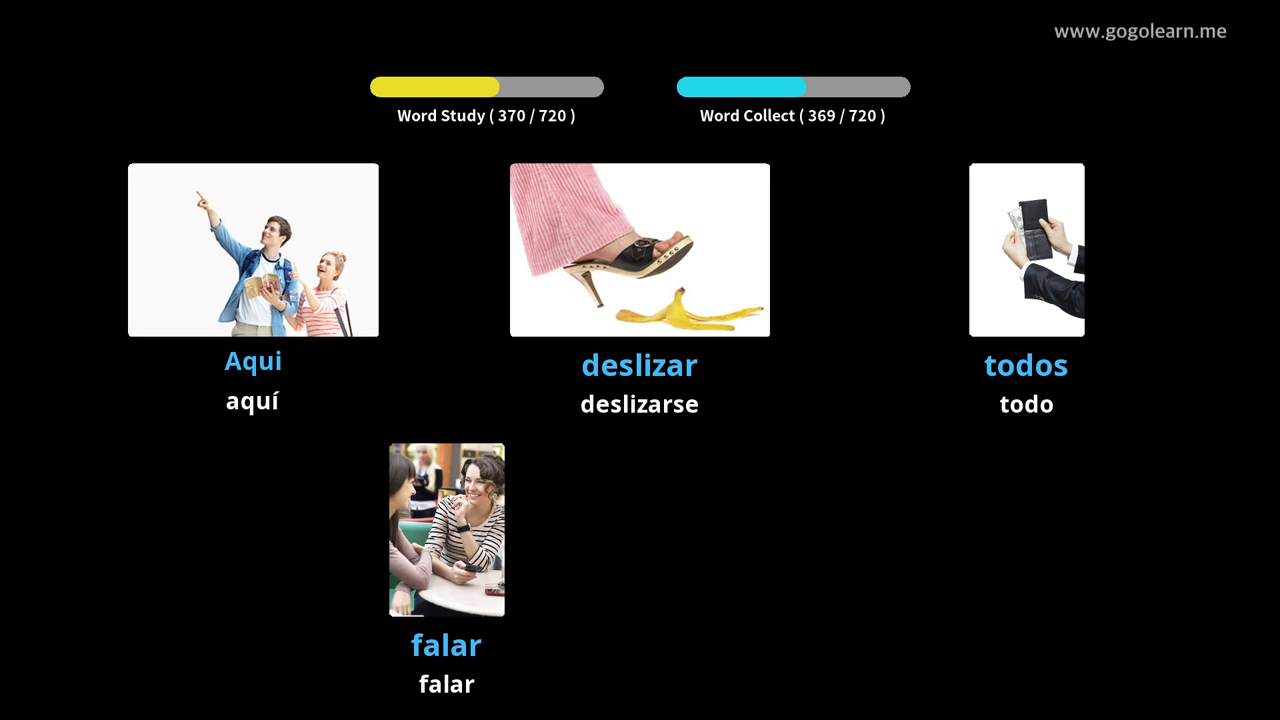 www.gogolearn.me
Word Study ( 370 / 720 )
Word Collect ( 369 / 720 )
Aqui
aquí
deslizar
deslizarse
todos
todo
falar
falar